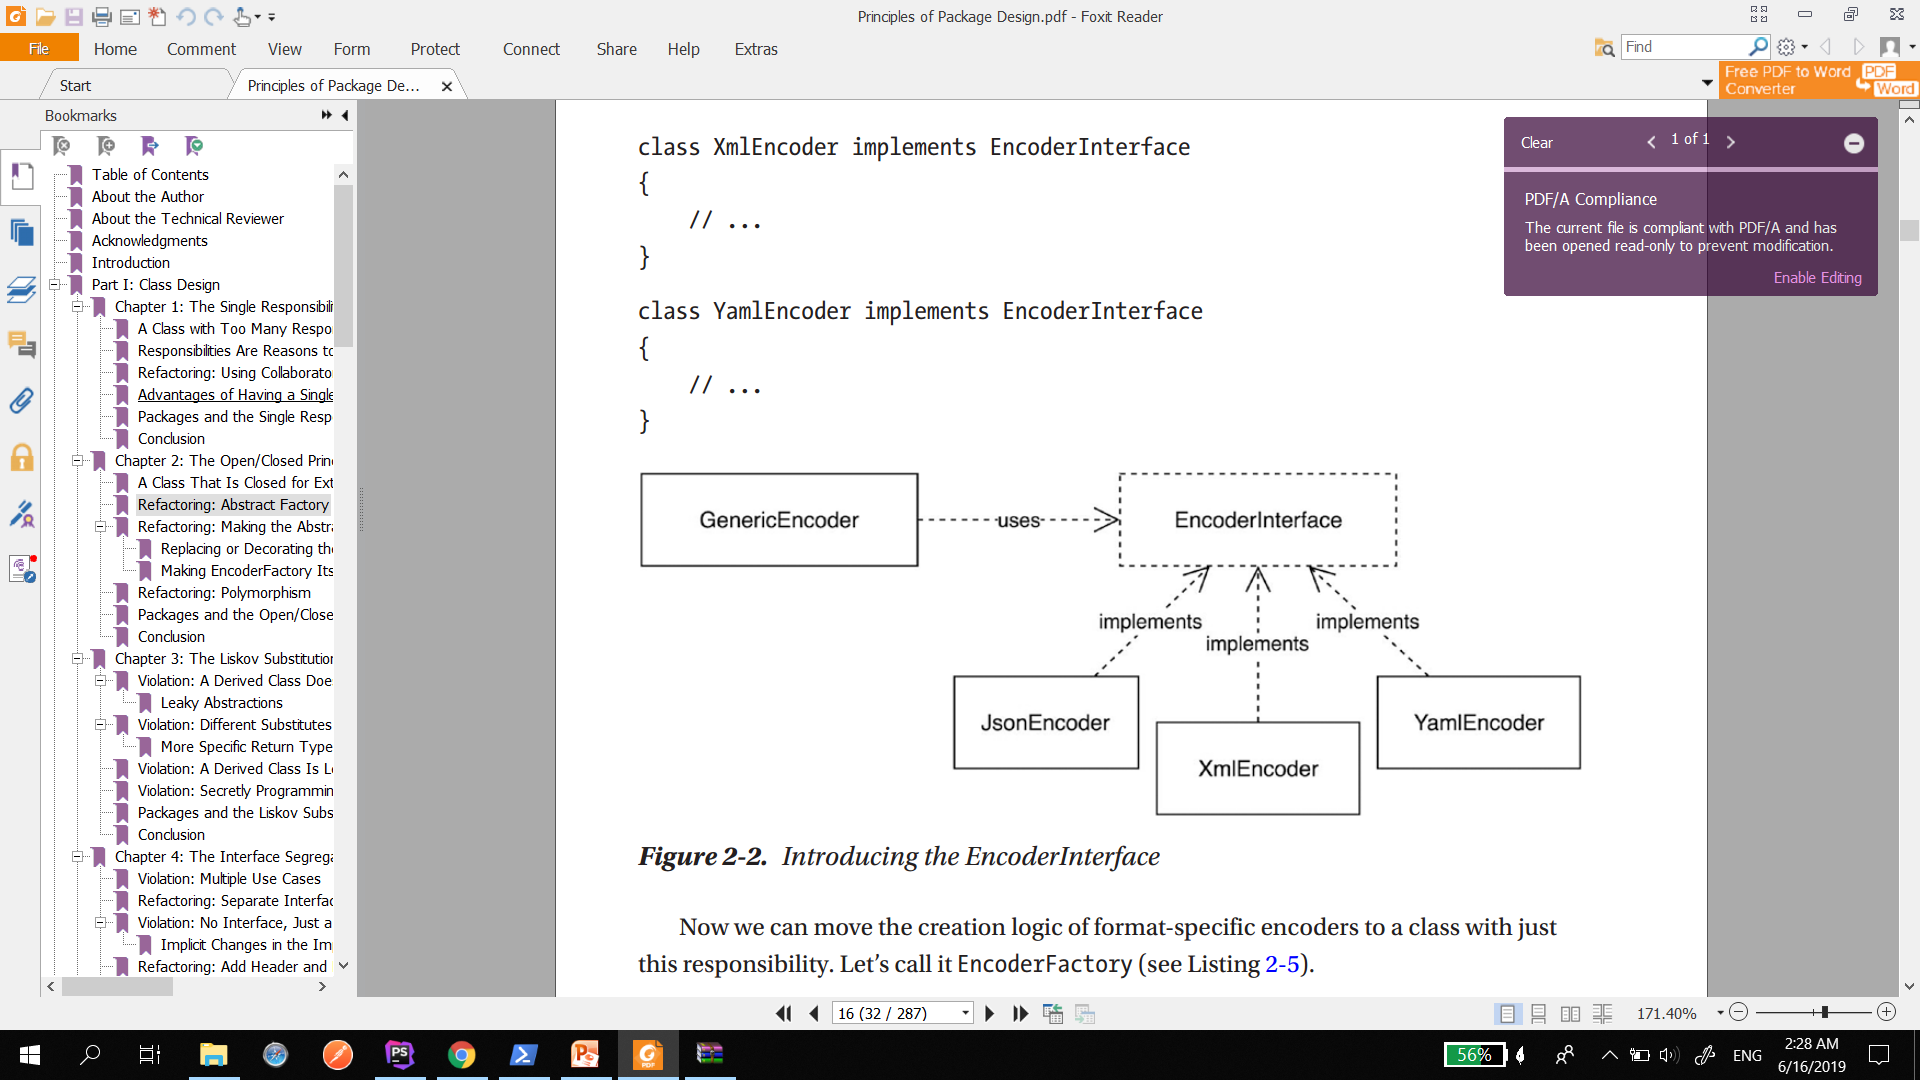 Principles of Package Design.pdf - Foxit Reader
File Home Comment View Form Protect Connect Share Help Extras
Find
Start
Principles of Package De...
Free PDF to Word Converter
PDF
Word
Bookmarks
Table of Contents
About the Author
About the Technical Reviewer
Acknowledgments
Introduction
Part I: Class Design
Chapter 1: The Single Responsibili
A Class with Too Many Respo
Responsibilities Are Reasons to
Refactoring: Using Collaborato
Advantages of Having a Single
Packages and the Single Resp
Conclusion
Chapter 2: The Open/Closed Prin
A Class That Is Closed for Ext
Refactoring: Abstract Factory
Refactoring: Making the Abstra
Replacing or Decorating the
Making EncoderFactory Its
Refactoring: Polymorphism
Packages and the Open/Close
Conclusion
Chapter 3: The Liskov Substitution
Violation: A Derived Class Doe
Leaky Abstractions
Violation: Different Substitutes
More Specific Return Type
Violation: A Derived Class Is Le
Violation: Secretly Programmin
Packages and the Liskov Subs
Conclusion
Chapter 4: The Interface Segrega
Violation: Multiple Use Cases
Refactoring: Separate Interfac
Violation: No Interface, Just a
Implicit Changes in the Im
Refactoring: Add Header and
class XmlEncoder implements EncoderInterface
{
// ...
}
class YamlEncoder implements EncoderInterface
{
// ...
}
GenericEncoder
uses
EncoderInterface
implements
implements
implements
JsonEncoder
XmlEncoder
YamlEncoder
Figure 2-2. Introducing the EncoderInterface
Now we can move the creation logic of format-specific encoders to a class with just
this responsibility. Let’s call it EncoderFactory (see Listing 2-5).
Clear
1 of 1
PDF/A Compliance
The current file is compliant with PDF/A and has
been opened read-only to prevent modification.
Enable Editing
16 (32 / 287)
171.40%
PS
PDF
56%
ENG
2:28 AM
6/16/2019